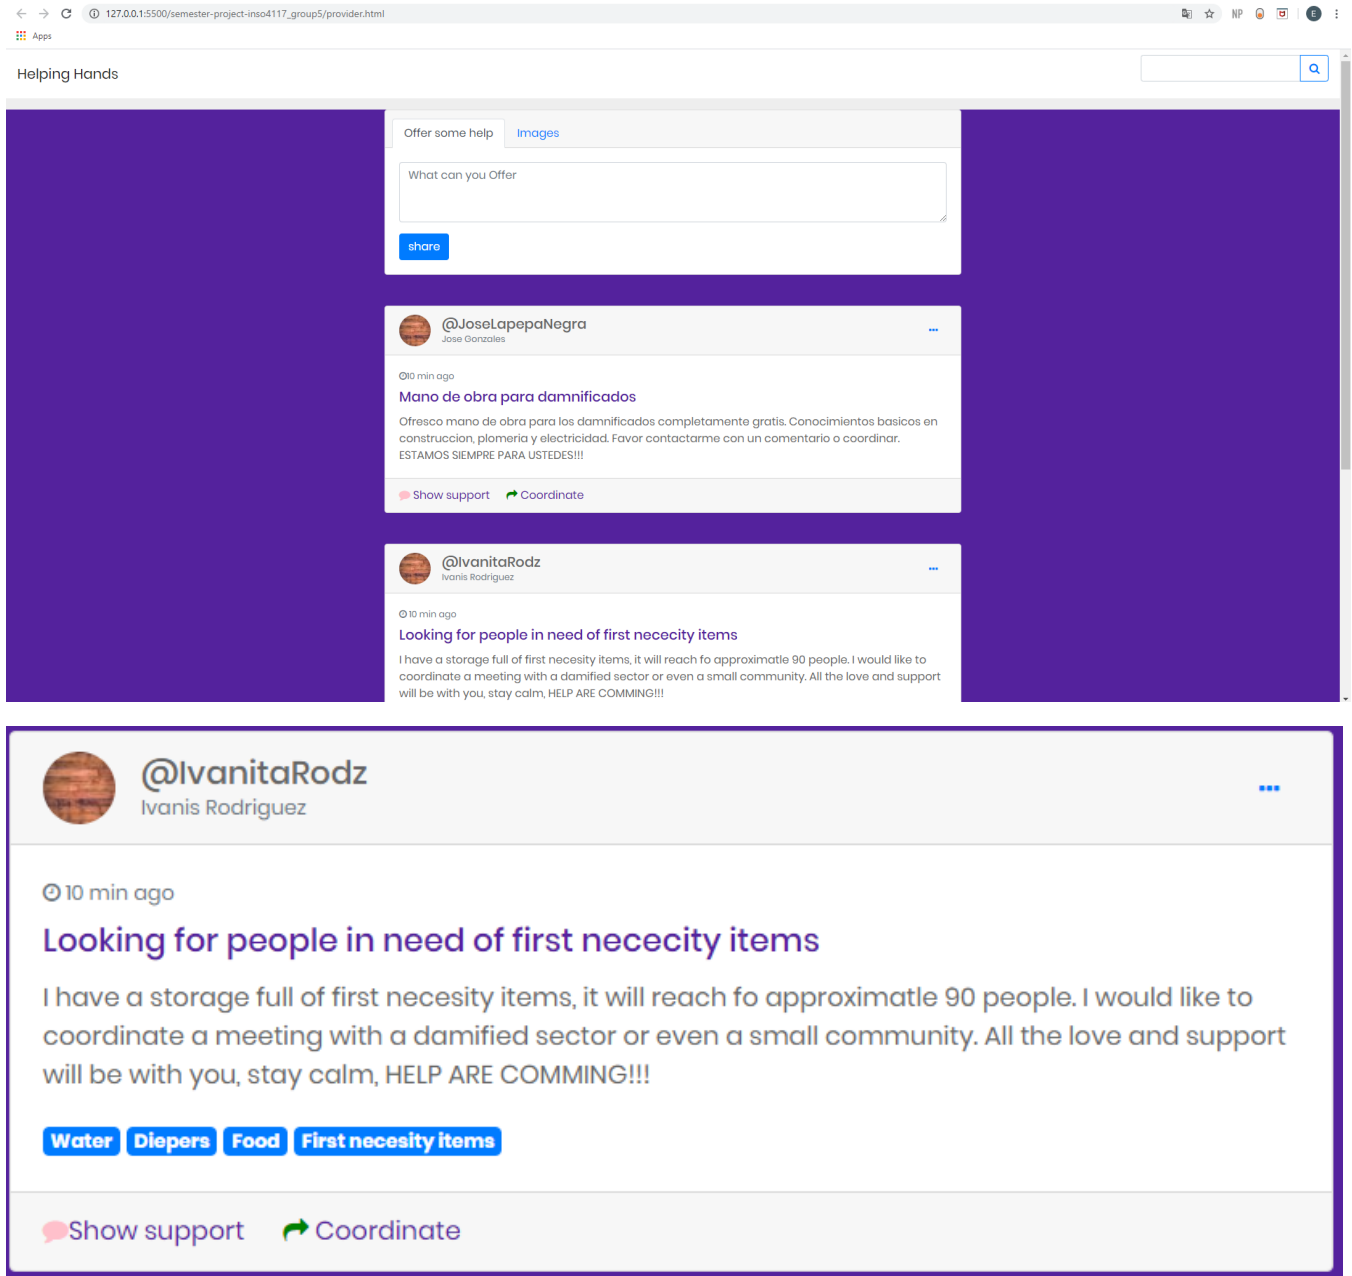 127.0.0.1:5500/semester-project-inso4117_group5/provider.html
NP
E
Apps
Helping Hands
Offer some help Images
What can you Offer
share
@JoseLapepaNegra
Jose Gonzales
10 min ago
Mano de obra para damnificados
Ofresco mano de obra para los damnificados completamente gratis. Conocimientos basicos en
construccion, plomeria y electricidad. Favor contactarme con un comentario o coordinar.
ESTAMOS SIEMPRE PARA USTEDES!!!
Show support Coordinate
@IvanitaRodz
Ivanis Rodriguez
10 min ago
Looking for people in need of first nececity items
I have a storage full of first necesity items, it will reach fo approximatle 90 people. I would like to
coordinate a meeting with a damified sector or even a small community. All the love and support
will be with you, stay calm, HELP ARE COMMING!!!
@IvanitaRodz
Ivanis Rodriguez
10 min ago
Looking for people in need of first nececity items
I have a storage full of first necesity items, it will reach fo approximatle 90 people. I would like to
coordinate a meeting with a damified sector or even a small community. All the love and support
will be with you, stay calm, HELP ARE COMMING!!!
Water Diepers Food First necesity items
Show support Coordinate